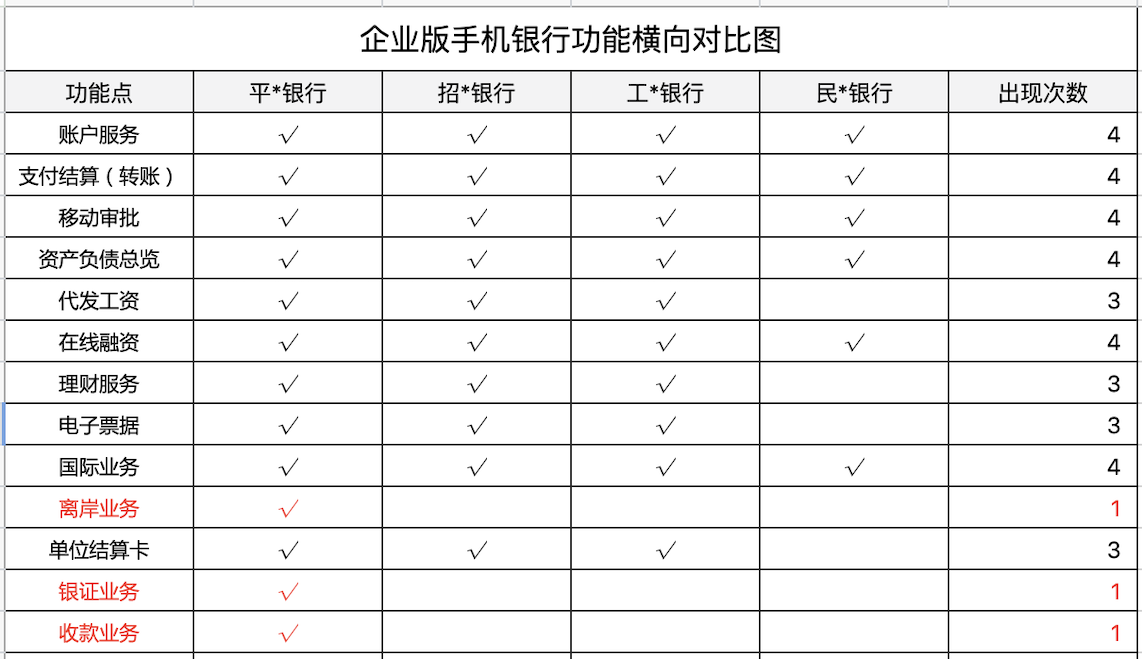 企业版手机银行功能横向对比图
功能点 平*银行 招*银行 工*银行 民*银行 出现次数
账户服务 √ √ √ √ 4
支付结算（转账） √ √ √ √ 4
移动审批 √ √ √ √ 4
资产负债总览 √ √ √ √ 4
代发工资 √ √ √ 3
在线融资 √ √ √ √ 4
理财服务 √ √ √ 3
电子票据 √ √ √ 3
国际业务 √ √ √ √ 4
离岸业务 √ 1
单位结算卡 √ √ √ 3
银证业务 √ 1
收款业务 √ 1